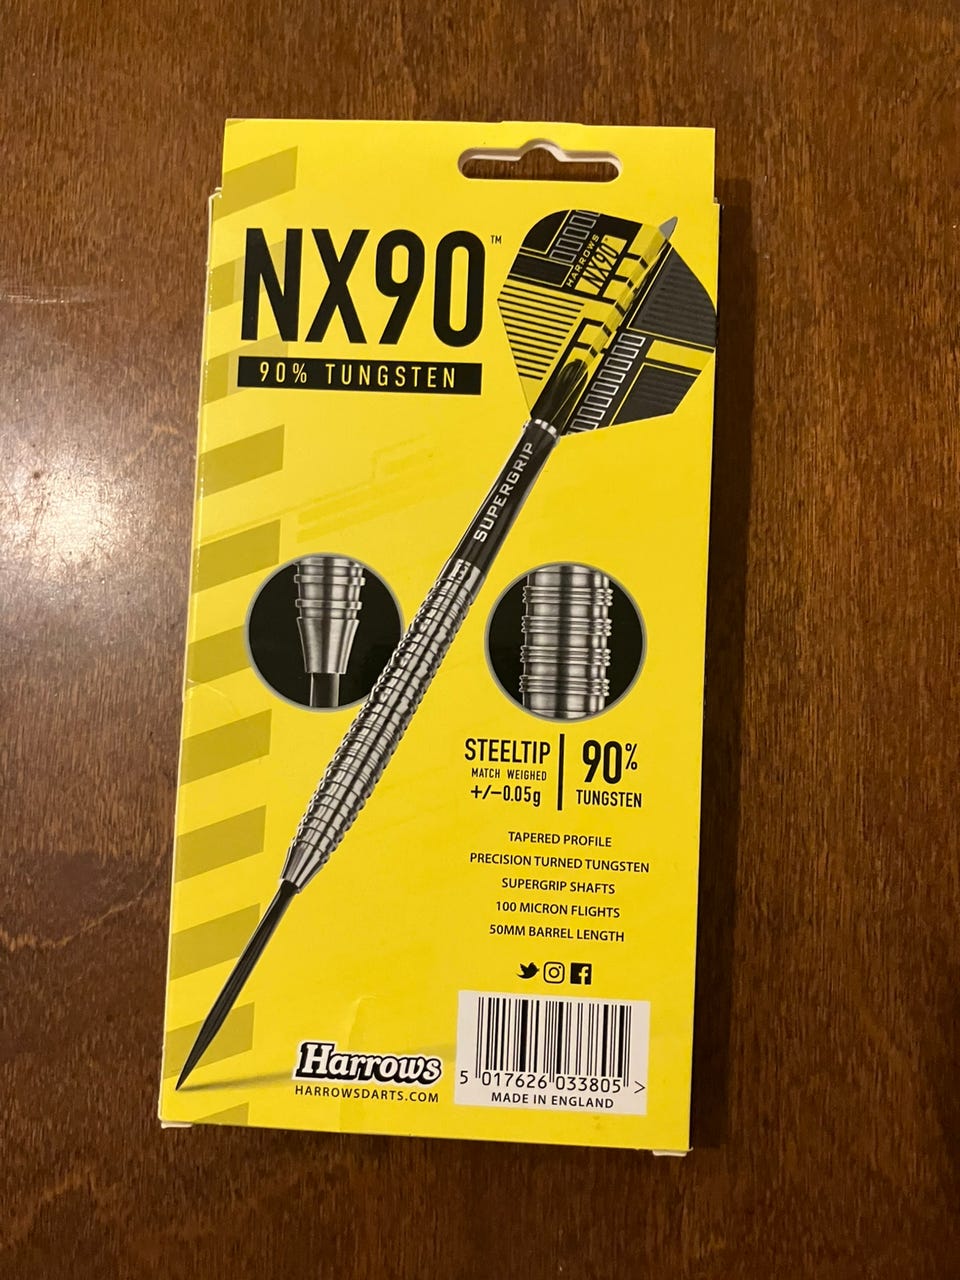 NX90™
90% TUNGSTEN
HARROWS
NX90™
SUPERGRIP
STEELTIP
MATCH WEIGHED
+/–0.05g
90%
TUNGSTEN
TAPERED PROFILE
PRECISION TURNED TUNGSTEN
SUPERGRIP SHAFTS
100 MICRON FLIGHTS
50MM BARREL LENGTH
Harrows
HARROWSDARTS.COM
5 017626 033805 >
MADE IN ENGLAND